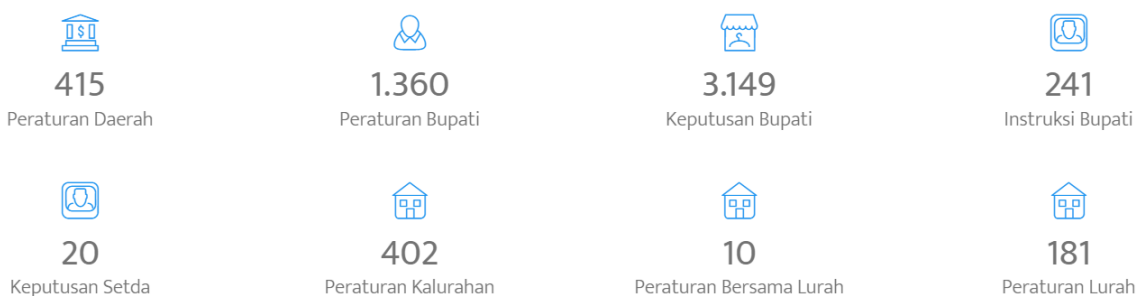 415
Peraturan Daerah
1.360
Peraturan Bupati
3.149
Keputusan Bupati
241
Instruksi Bupati
20
Keputusan Setda
402
Peraturan Kalurahan
10
Peraturan Bersama Lurah
181
Peraturan Lurah